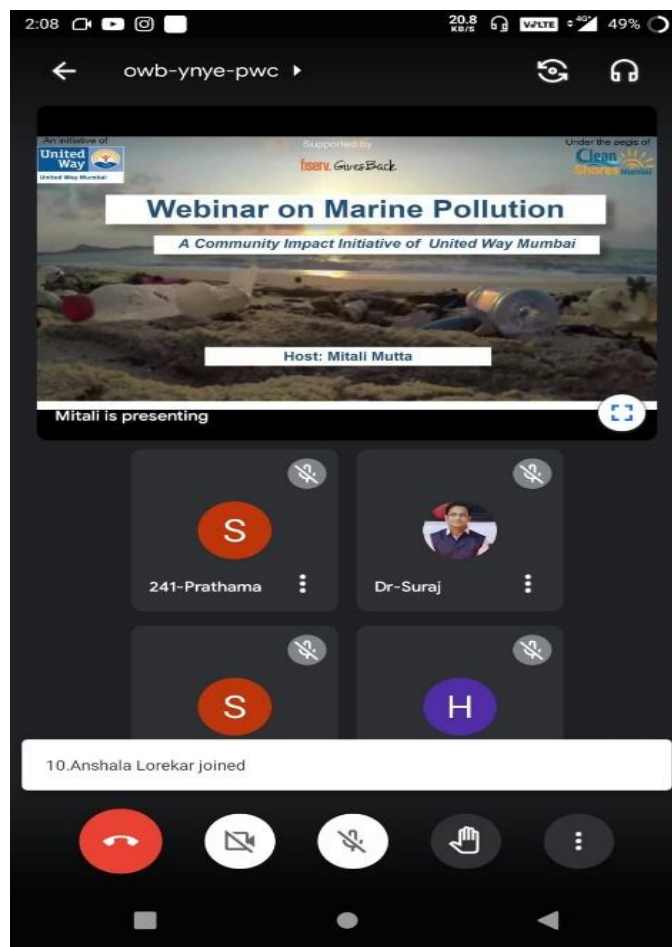 2:08
20.8 KB/S VoLTE 4G+ 49%
owb-ynye-pwc
An initiative of
United Way
United Way Mumbai
Supported by
fiserv. Gives Back
Under the aegis of
Clean Shores Mumbai
Webinar on Marine Pollution
A Community Impact Initiative of United Way Mumbai
Host: Mitali Mutta
Mitali is presenting
S
241-Prathama
Dr-Suraj
S
H
10.Anshala Lorekar joined